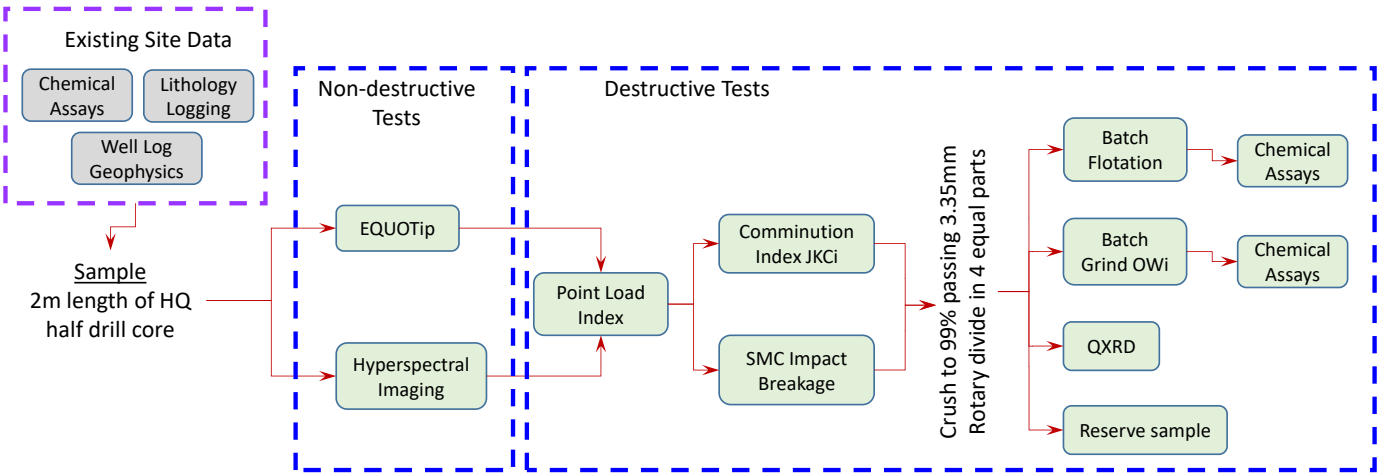 Existing Site Data
Chemical
Assays
Lithology
Logging
Well Log
Geophysics
Sample
2m length of HQ
half drill core
Non-destructive
Tests
EQUOTip
Hyperspectral
Imaging
Destructive Tests
Point Load
Index
Comminution
Index JKCi
SMC Impact
Breakage
Crush to 99% passing 3.35mm
Rotary divide in 4 equal parts
Batch
Flotation
Chemical
Assays
Batch
Grind OWi
Chemical
Assays
QXRD
Reserve sample